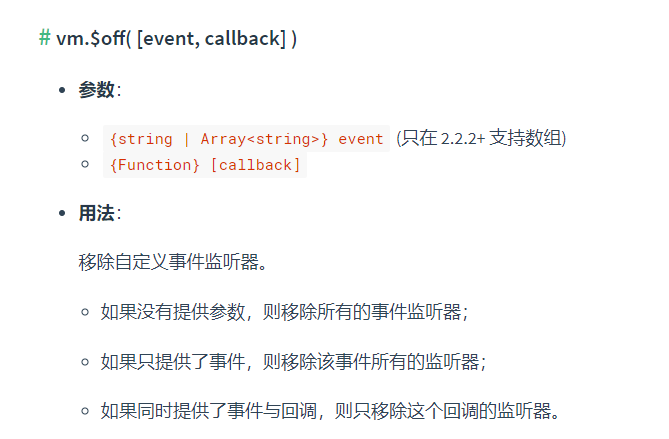 # vm.$off( [event, callback] )
参数：
{string | Array<string>} event (只在 2.2.2+ 支持数组)
{Function} [callback]
用法：
移除自定义事件监听器。
如果没有提供参数，则移除所有的事件监听器；
如果只提供了事件，则移除该事件所有的监听器；
如果同时提供了事件与回调，则只移除这个回调的监听器。